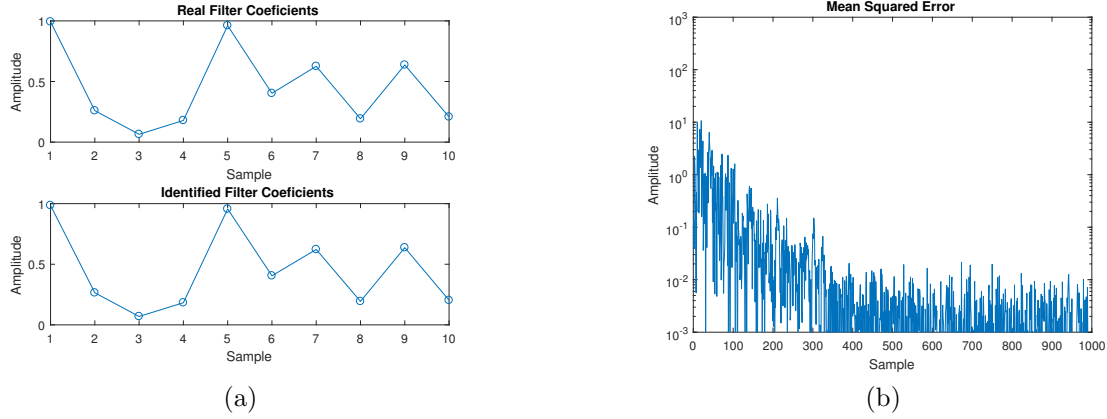 Real Filter Coeficients
1
0.5
0
Amplitude
1 2 3 4 5 6 7 8 9 10
Sample
Identified Filter Coeficients
1
0.5
0
Amplitude
1 2 3 4 5 6 7 8 9 10
Sample
(a)
Mean Squared Error
10^3
10^2
10^1
10^0
10^-1
10^-2
10^-3
Amplitude
0 100 200 300 400 500 600 700 800 900 1000
Sample
(b)